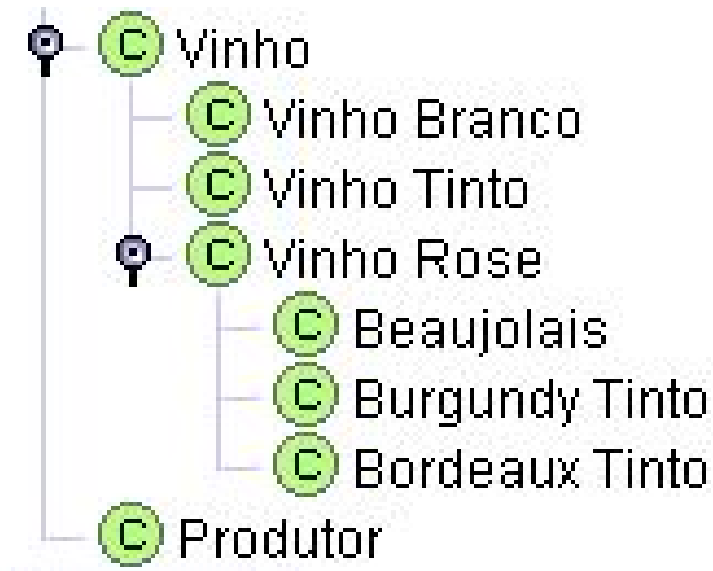 C Vinho
C Vinho Branco
C Vinho Tinto
C Vinho Rose
C Beaujolais
C Burgundy Tinto
C Bordeaux Tinto
C Produtor